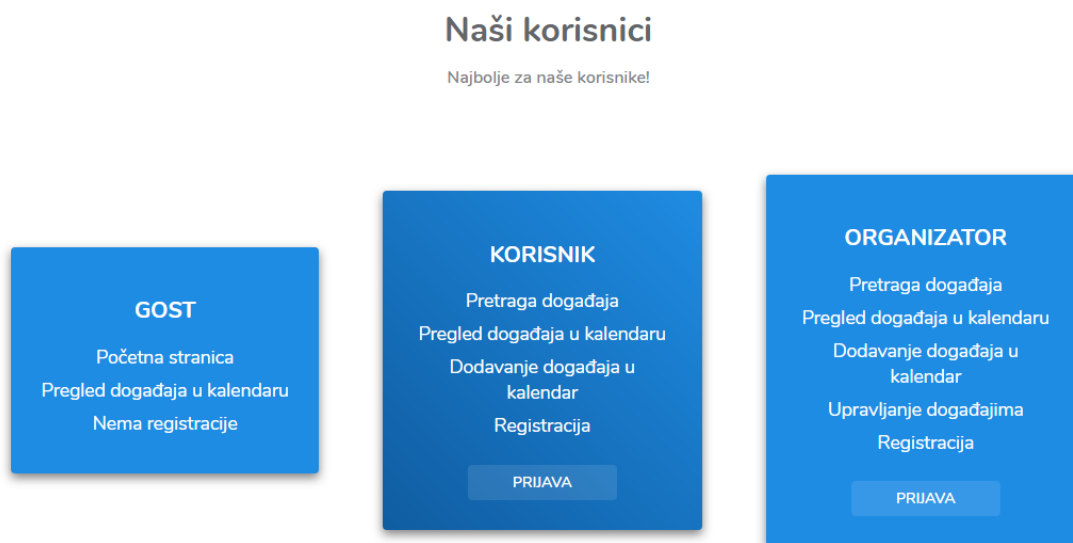 Naši korisnici
Najbolje za naše korisnike!
GOST
Početna stranica
Pregled događaja u kalendaru
Nema registracije
KORISNIK
Pretraga događaja
Pregled događaja u kalendaru
Dodavanje događaja u
kalendar
Registracija
PRIJAVA
ORGANIZATOR
Pretraga događaja
Pregled događaja u kalendaru
Dodavanje događaja u
kalendar
Upravljanje događajima
Registracija
PRIJAVA